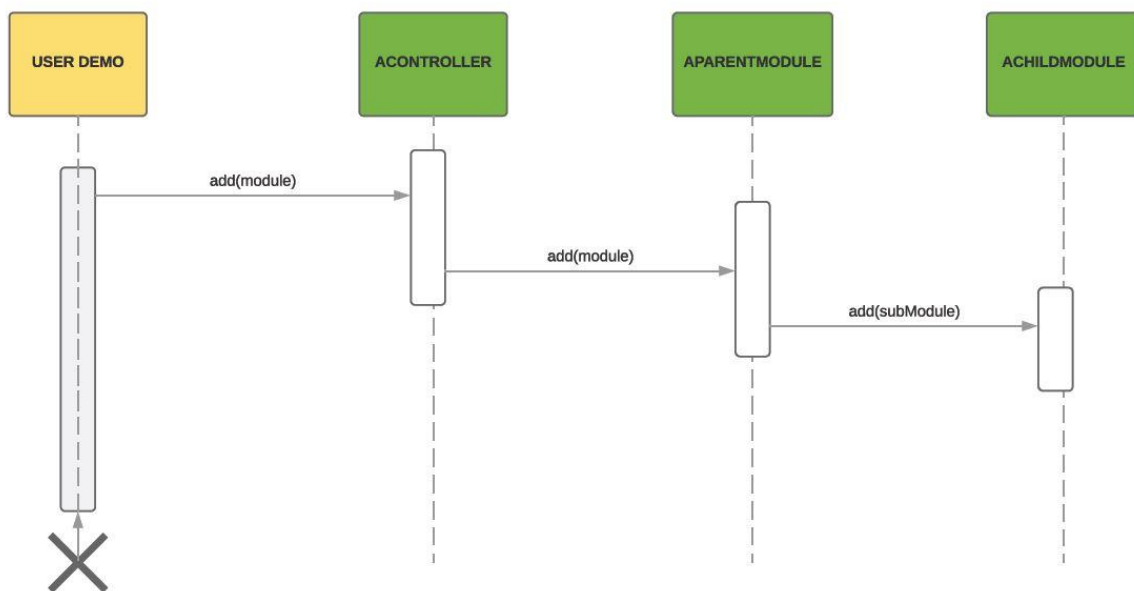 USER DEMO
ACONTROLLER
APARENTMODULE
ACHILDMODULE
add(module)
add(module)
add(subModule)